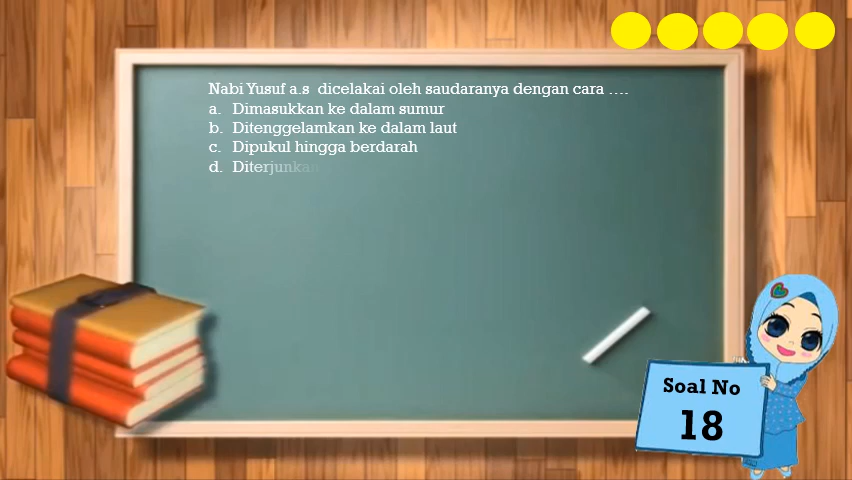 Nabi Yusuf a.s dicelakai oleh saudaranya dengan cara ....
a. Dimasukkan ke dalam sumur
b. Ditenggelamkan ke dalam laut
c. Dipukul hingga berdarah
d. Diterjunkan
Soal No
18